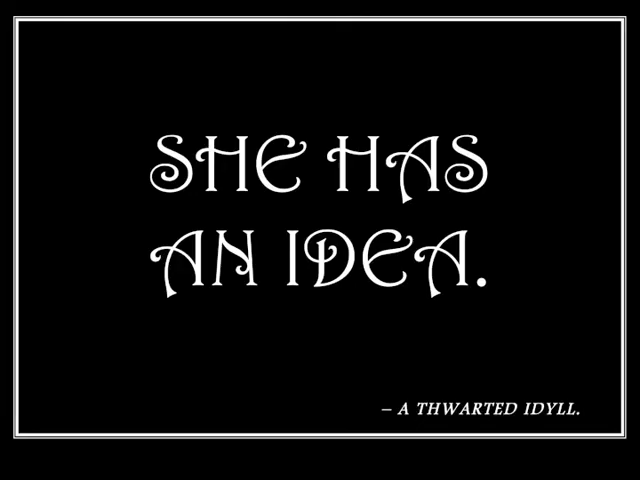 SHE HAS
AN IDEA.
– A THWARTED IDYLL.